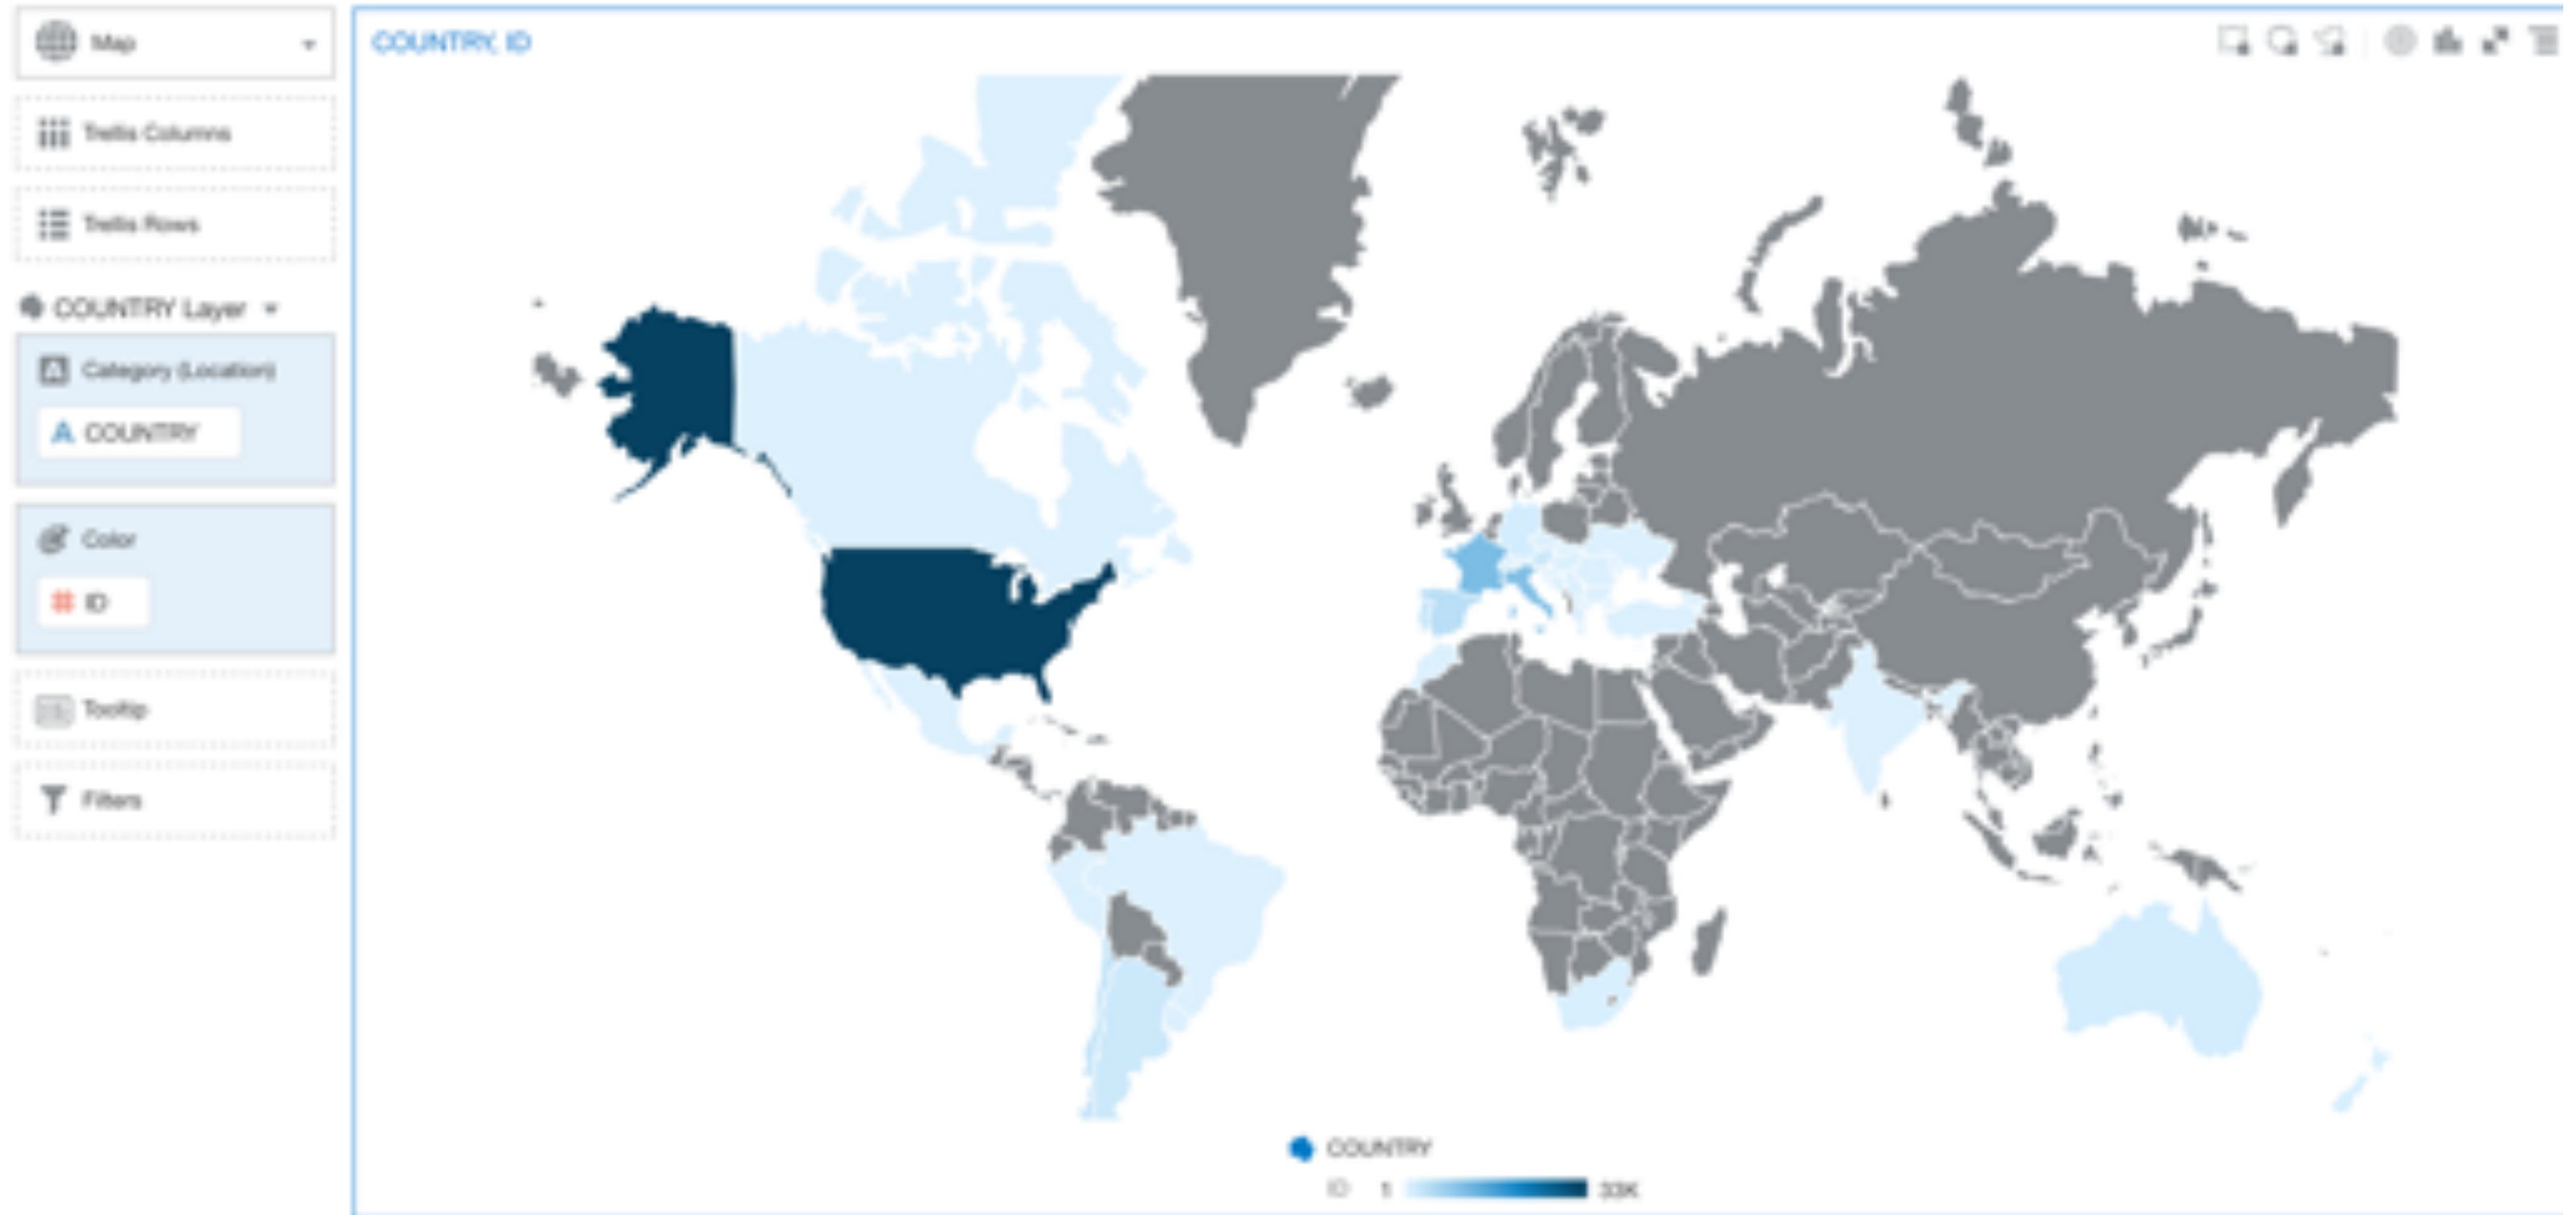 Map
COUNTRY, ID
Trellis Columns
Trellis Rows
COUNTRY Layer
Category (Location)
A COUNTRY
Color
# ID
Tooltip
Filters
COUNTRY
ID 1 33K